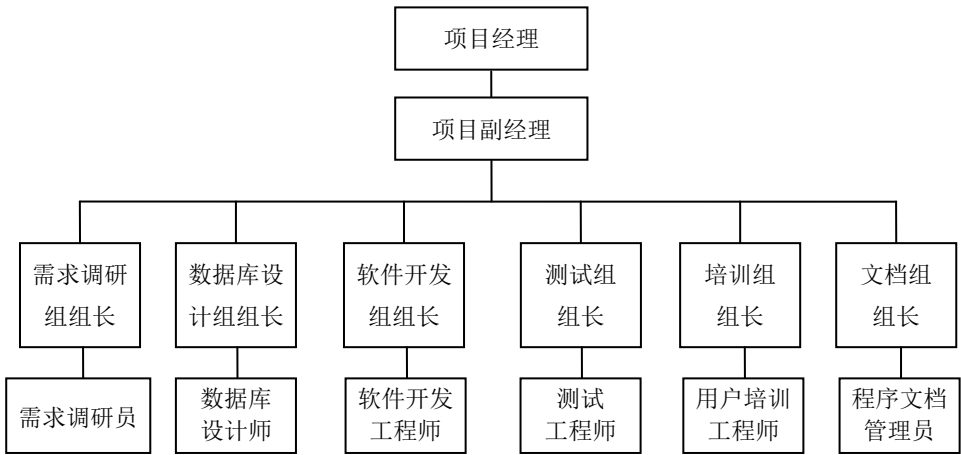 项目经理
项目副经理
需求调研
组组长
数据库设
计组组长
软件开发
组组长
测试组
组长
培训组
组长
文档组
组长
需求调研员
数据库
设计师
软件开发
工程师
测试
工程师
用户培训
工程师
程序文档
管理员